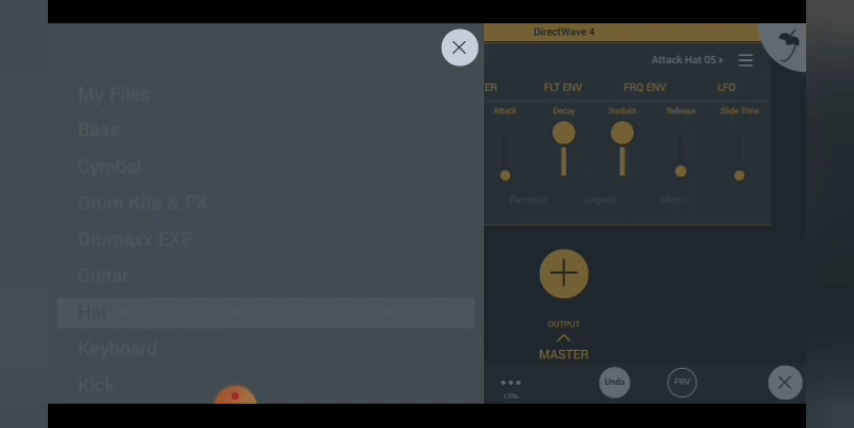 My Files
Bass
Cymbal
Drum Kits & FX
Drumaxx EXP
Guitar
Hat
Keyboard
Kick
DirectWave 4
Attack Hat 05
ER FLT ENV FRQ ENV LFO
Attack Decay Sustain Release Slide Time
Reverse Legato Mono
OUTPUT
MASTER
CTRL
Undo
PRV